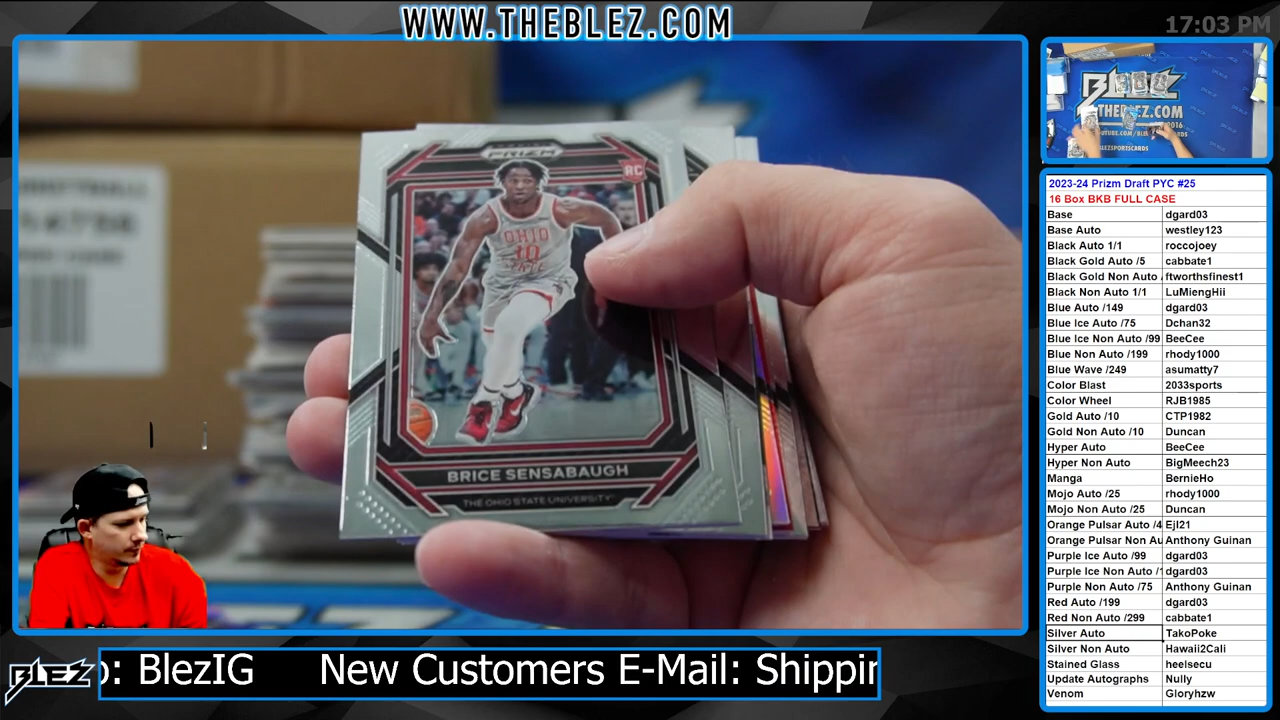 WWW.THEBLEZ.COM
17:03 PM
BLEZ
THEBLEZ.COM
PRIZM
RC
OHIO
10
STATE
BRICE SENSABAUGH
THE OHIO STATE UNIVERSITY
2023-24 Prizm Draft PYC #25
16 Box BKB FULL CASE
Base dgard03
Base Auto westley123
Black Auto 1/1 roccojoey
Black Gold Auto /5 cabbate1
Black Gold Non Auto ftworthsfinest1
Black Non Auto 1/1 LuMiengHii
Blue Auto /149 dgard03
Blue Ice Auto /75 Dchan32
Blue Ice Non Auto /99 BeeCee
Blue Non Auto /199 rhody1000
Blue Wave /249 asumatty7
Color Blast 2033sports
Color Wheel RJB1985
Gold Auto /10 CTP1982
Gold Non Auto /10 Duncan
Hyper Auto BeeCee
Hyper Non Auto BigMeech23
Manga BernieHo
Mojo Auto /25 rhody1000
Mojo Non Auto /25 Duncan
Orange Pulsar Auto /4 Ejl21
Orange Pulsar Non Au Anthony Guinan
Purple Ice Auto /99 dgard03
Purple Ice Non Auto /1 dgard03
Purple Non Auto /75 Anthony Guinan
Red Auto /199 dgard03
Red Non Auto /299 cabbate1
Silver Auto TakoPoke
Silver Non Auto Hawaii2Cali
Stained Glass heeisecu
Update Autographs Nully
Venom Gloryhzw
BLEZ
o: BlezIG New Customers E-Mail: Shippin